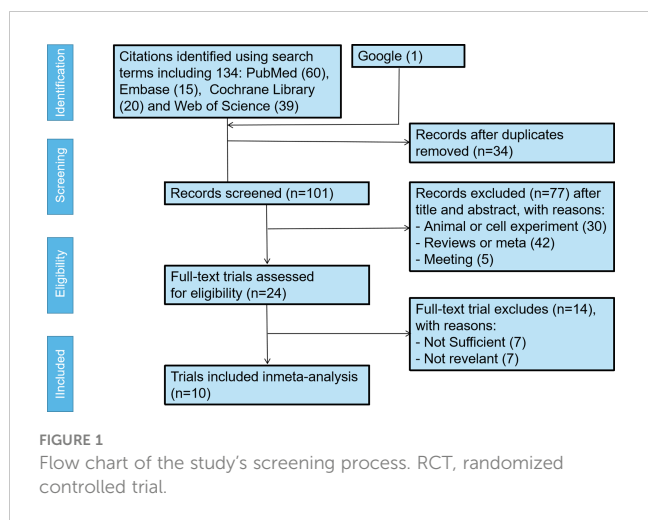 Identification
Citations identified using search
terms including 134: PubMed (60),
Embase (15), Cochrane Library
(20) and Web of Science (39)
Google (1)
Records after duplicates
removed (n=34)
Screening
Records screened (n=101)
Records excluded (n=77) after
title and abstract, with reasons:
- Animal or cell experiment (30)
- Reviews or meta (42)
- Meeting (5)
Eligibility
Full-text trials assessed
for eligibility (n=24)
Full-text trial excludes (n=14),
with reasons:
- Not Sufficient (7)
- Not revelant (7)
IIncluded
Trials included inmeta-analysis
(n=10)
FIGURE 1
Flow chart of the study's screening process. RCT, randomized
controlled trial.